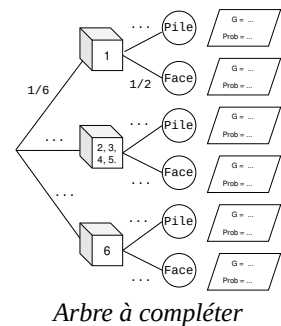 ... Pile G = ...
Prob = ...
1
1/6 1/2 Face G = ...
Prob = ...
... Pile G = ...
Prob = ...
... 2, 3,
4, 5.
... Face G = ...
Prob = ...
...
... Pile G = ...
Prob = ...
6
... Face G = ...
Prob = ...
Arbre à compléter